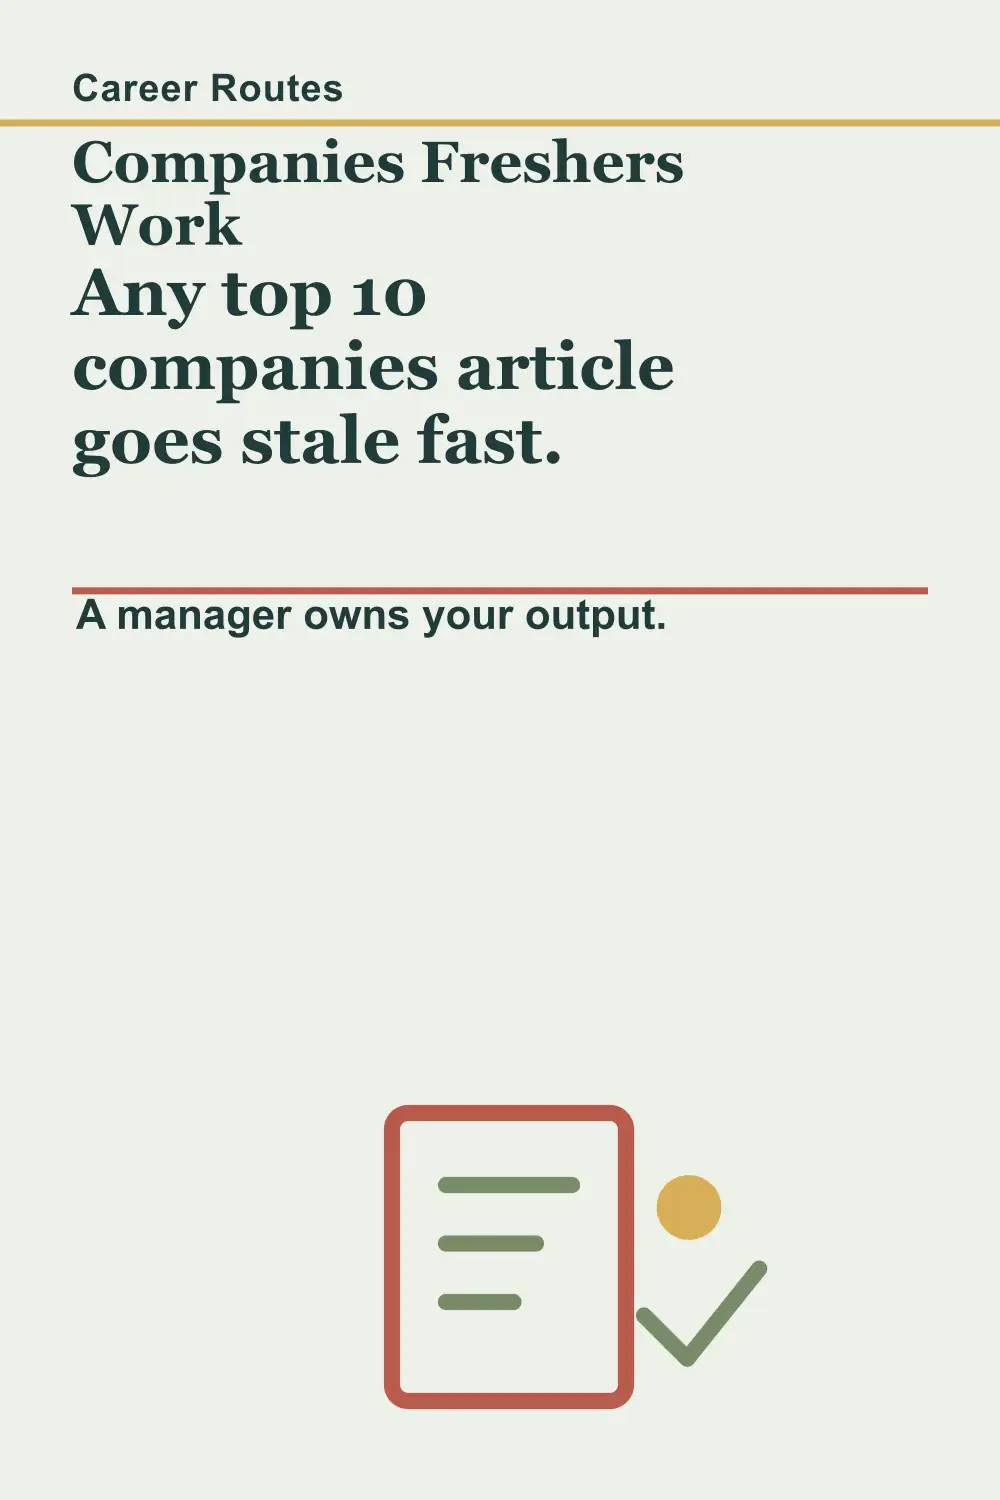 Career Routes
Companies Freshers
Work
Any top 10
companies article
goes stale fast.
A manager owns your output.